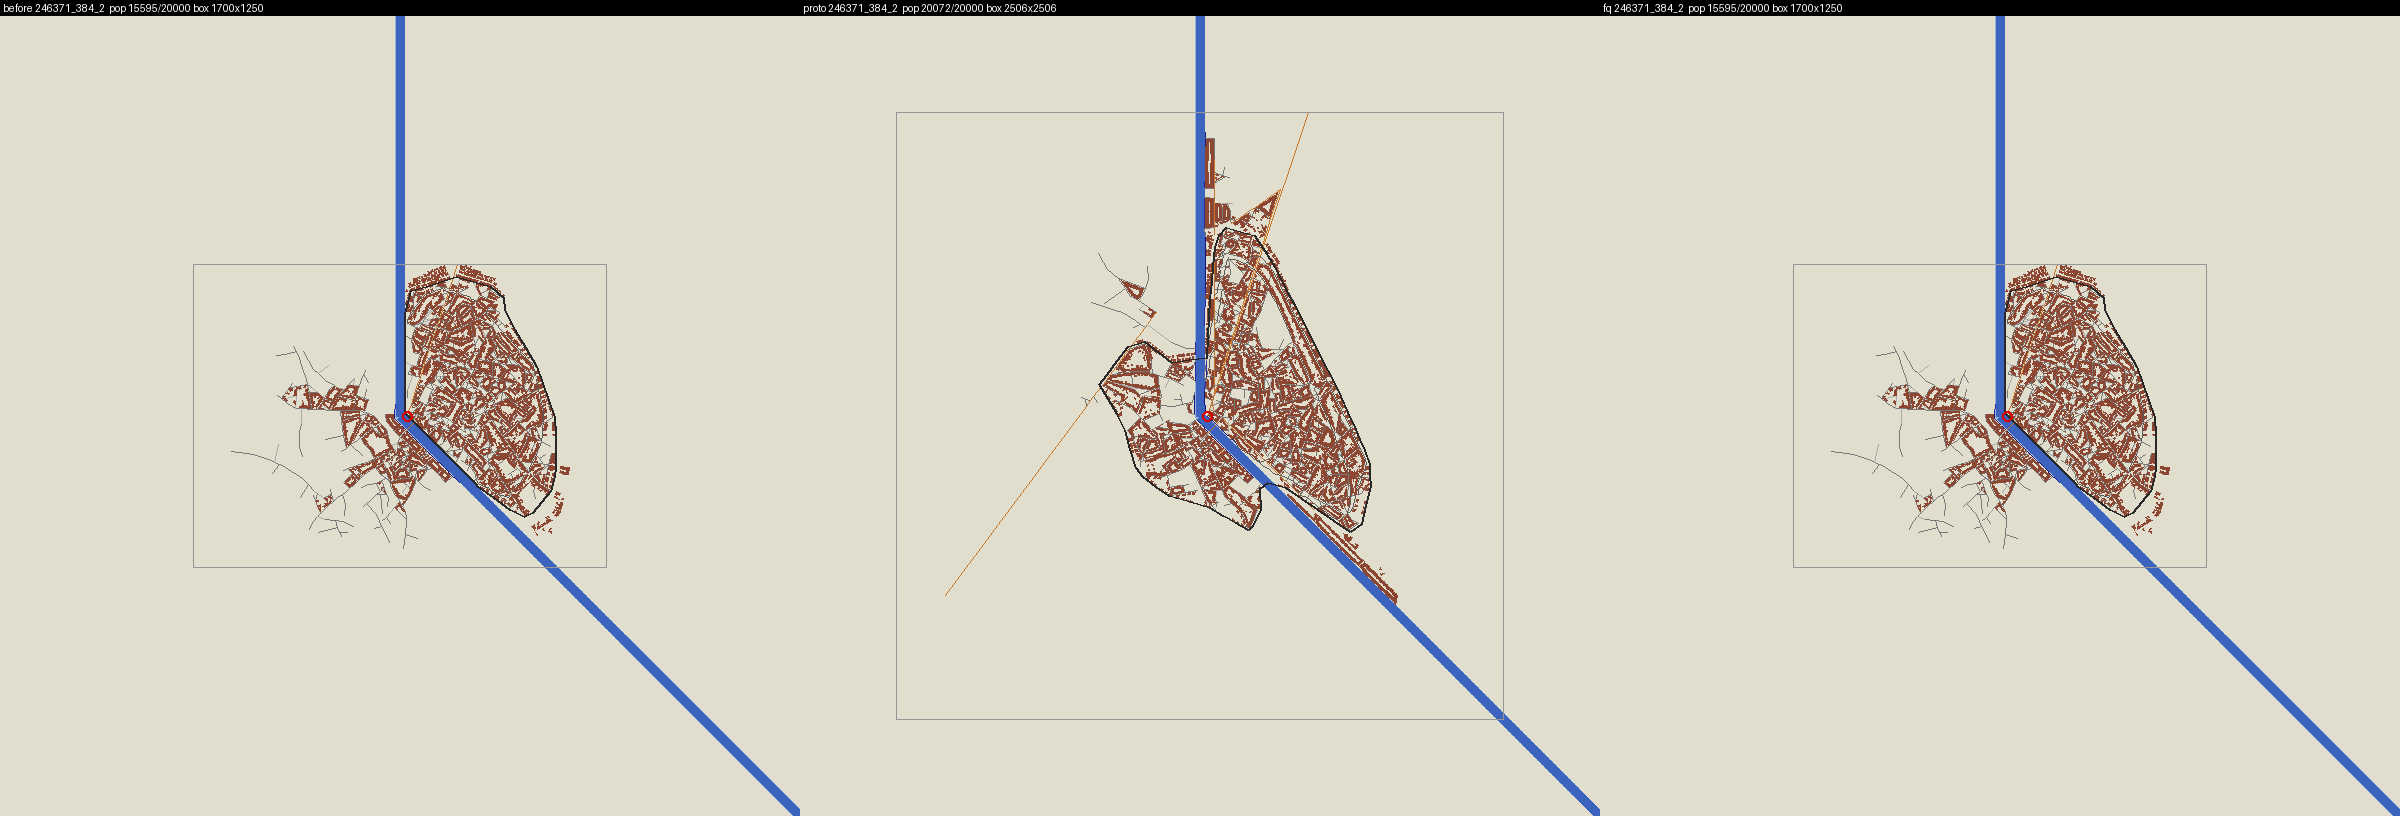 before 246371_384_2 pop 15595/20000 box 1700x1250
proto 246371_384_2 pop 20072/20000 box 2506x2506
fq 246371_384_2 pop 15595/20000 box 1700x1250